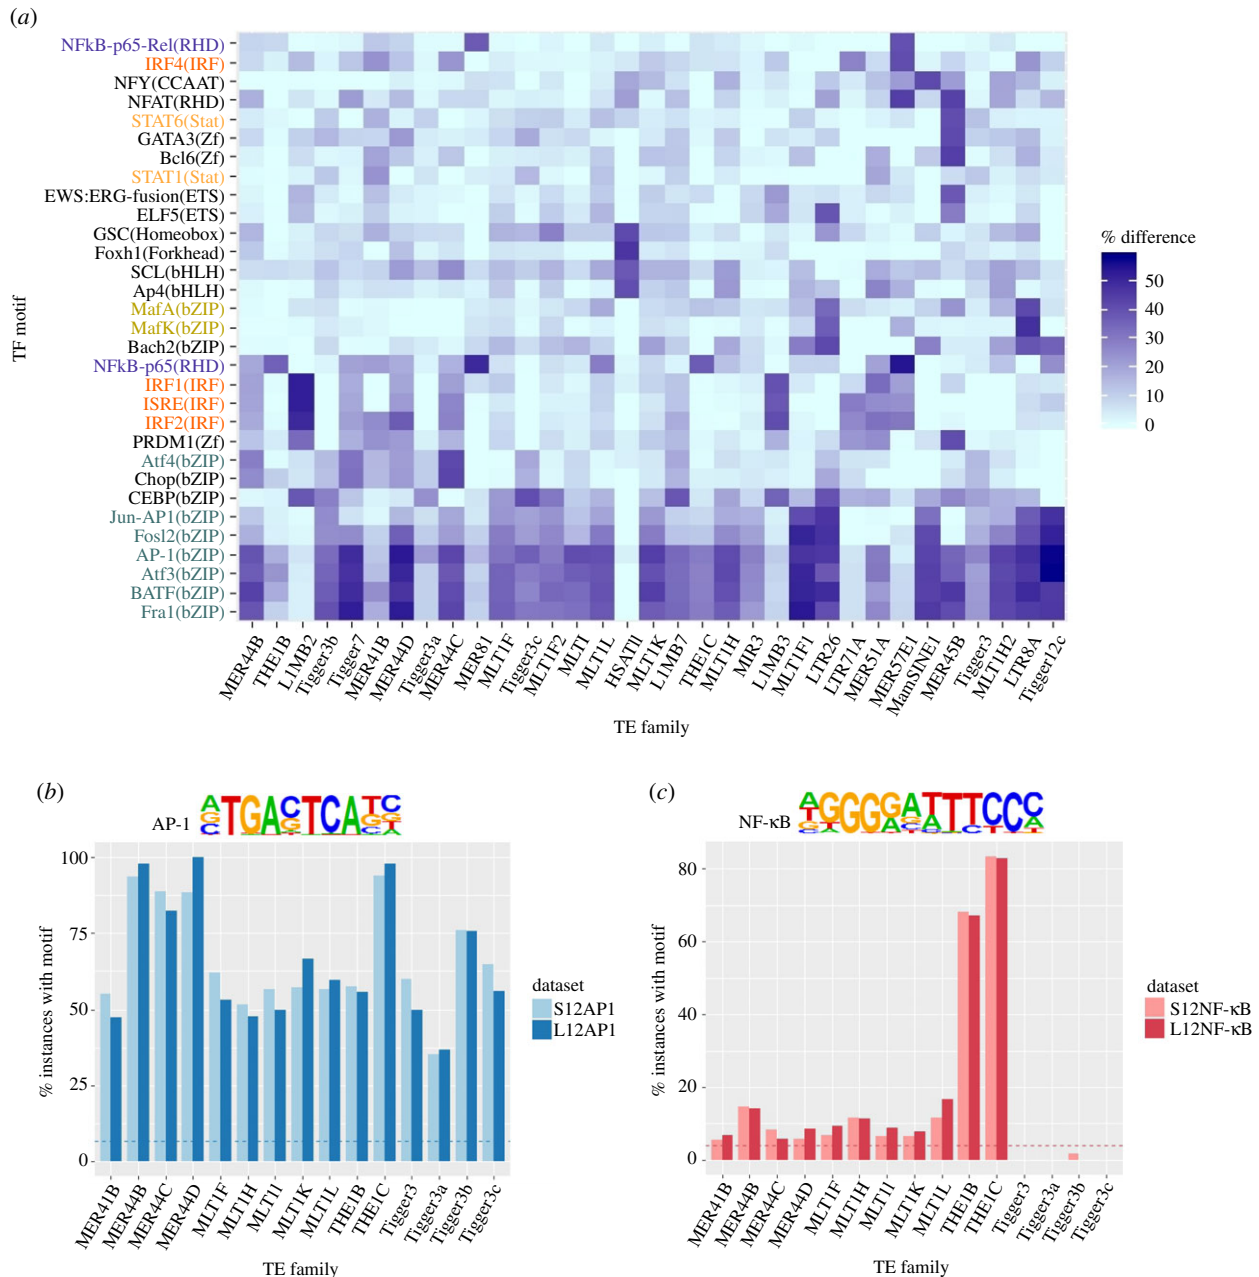 (a)
NFkB-p65-Rel(RHD)
IRF4(IRF)
NFY(CCAAT)
NFAT(RHD)
STAT6(Stat)
GATA3(Zf)
Bcl6(Zf)
STAT1(Stat)
EWS:ERG-fusion(ETS)
ELF5(ETS)
GSC(Homeobox)
Foxh1(Forkhead)
SCL(bHLH)
Ap4(bHLH)
MafA(bZIP)
MafK(bZIP)
Bach2(bZIP)
NFkB-p65(RHD)
IRF1(IRF)
ISRE(IRF)
IRF2(IRF)
PRDM1(Zf)
Atf4(bZIP)
Chop(bZIP)
CEBP(bZIP)
Jun-AP1(bZIP)
Fosl2(bZIP)
AP-1(bZIP)
Atf3(bZIP)
BATF(bZIP)
Fra1(bZIP)
TF motif
MER44B THE1B L1MB2 Tigger3b Tigger7 MER41B MER44D Tigger3a MER44C MER81 MLT1F Tigger3c MLT1F2 MLTI MLT1L HSATII MLT1K L1MB7 THE1C MLT1H MIR3 L1MB3 MLT1F1 LTR26 LTR71A MER51A MER57E1 MamSINE1 MER45B Tigger3 MLT1H2 LTR8A Tigger12c
TE family
% difference
50
40
30
20
10
0
(b)
AP-1
TGA TCA
100
75
50
25
0
% instances with motif
MER41B MER44B MER44C MER44D MLT1F MLT1H MLT1I MLT1K MLT1L THE1B THE1C Tigger3 Tigger3a Tigger3b Tigger3c
TE family
dataset
S12AP1
L12AP1
(c)
NF-κB
GGG TTCC
80
60
40
20
0
% instances with motif
MER41B MER44B MER44C MER44D MLT1F MLT1H MLT1I MLT1K MLT1L THE1B THE1C Tigger3 Tigger3a Tigger3b Tigger3c
TE family
dataset
S12NF-κB
L12NF-κB